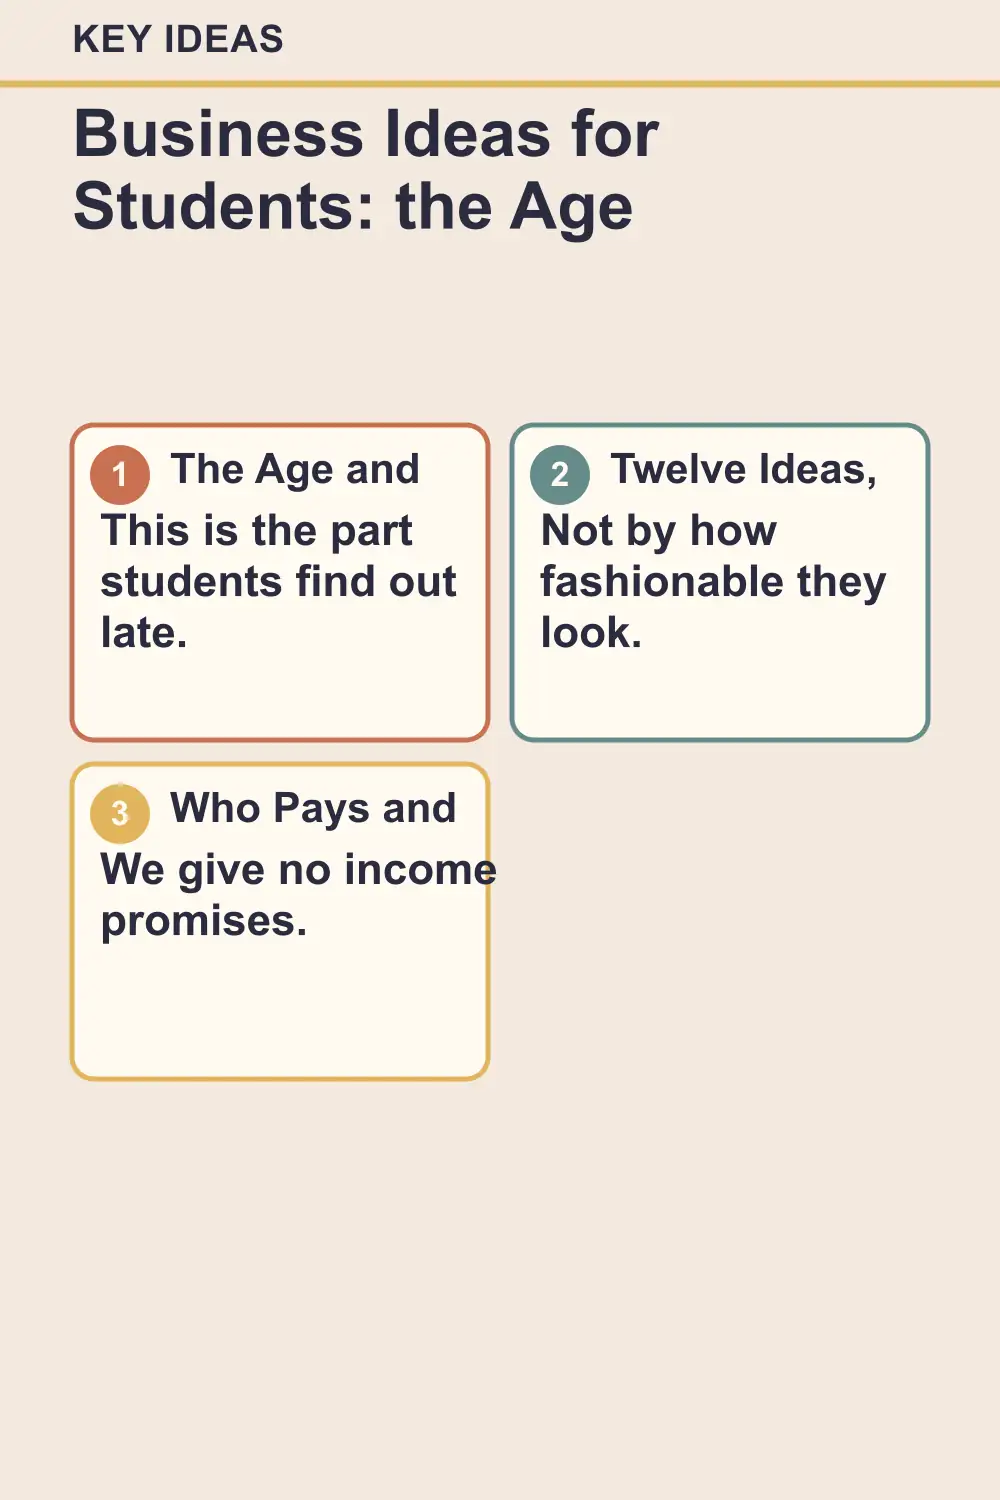 KEY IDEAS
Business Ideas for
Students: the Age
1 The Age and
This is the part
students find out
late.
2 Twelve Ideas,
Not by how
fashionable they
look.
3 Who Pays and
We give no income
promises.